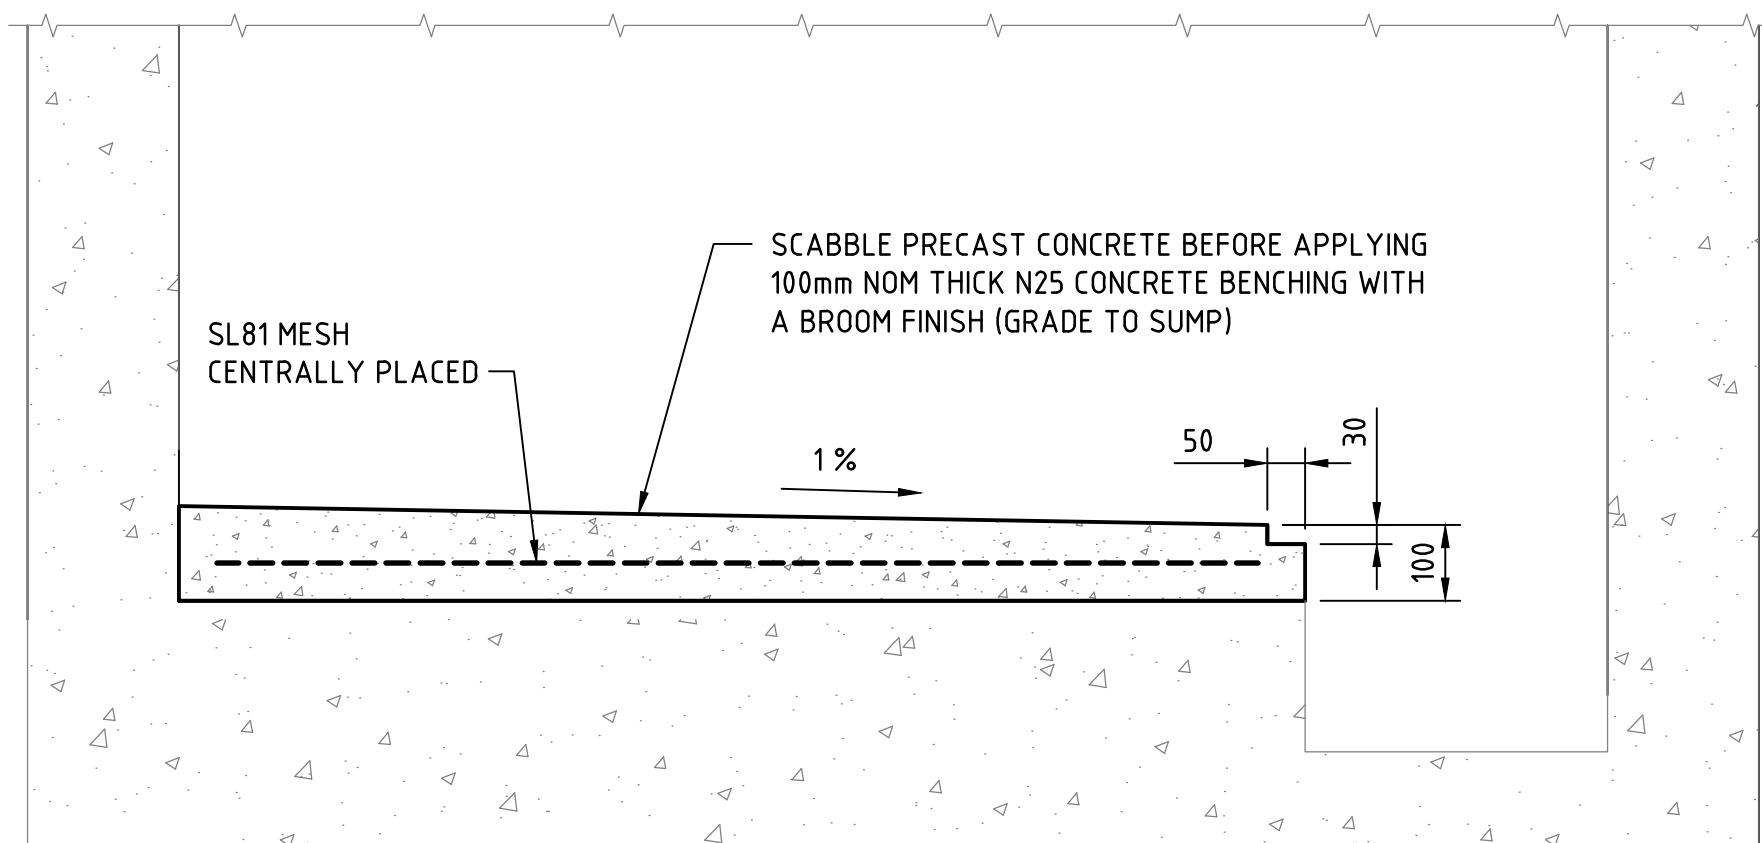 SCABBLE PRECAST CONCRETE BEFORE APPLYING
100mm NOM THICK N25 CONCRETE BENCHING WITH
A BROOM FINISH (GRADE TO SUMP)
SL81 MESH
CENTRALLY PLACED
1%
50
30
100